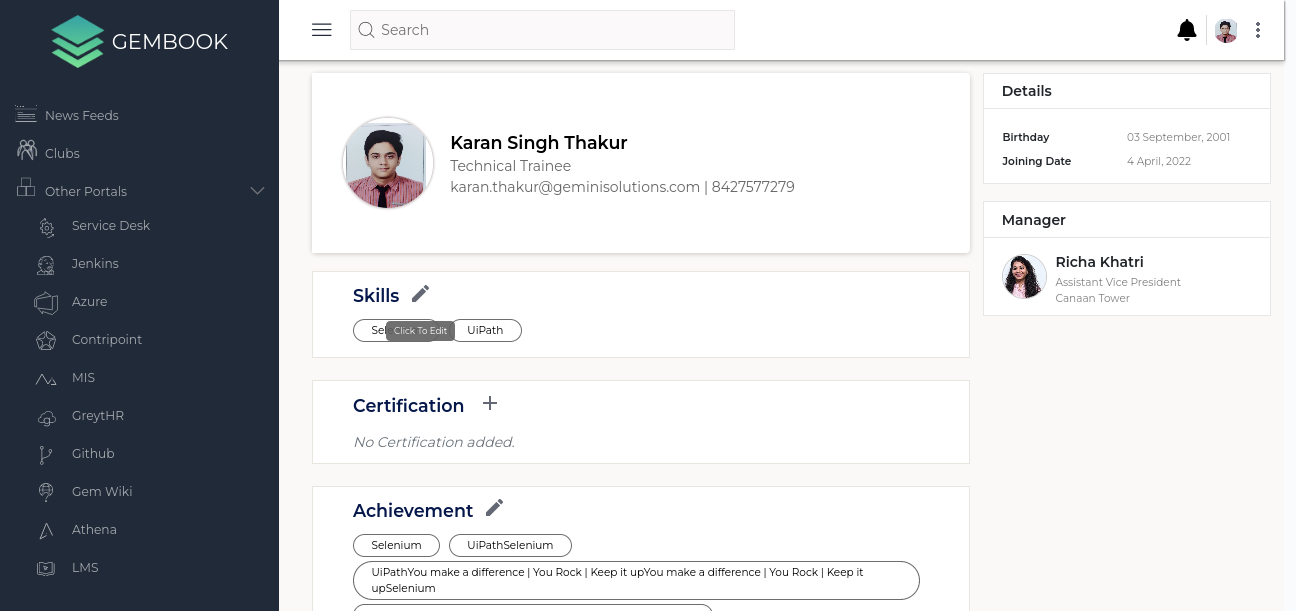 GEMBOOK
Search
News Feeds
Clubs
Other Portals
Service Desk
Jenkins
Azure
Contripoint
MIS
GreytHR
Github
Gem Wiki
Athena
LMS
Karan Singh Thakur
Technical Trainee
karan.thakur@geminisolutions.com | 8427577279
Skills
Click To Edit
UiPath
Certification
No Certification added.
Achievement
Selenium UiPathSelenium
UiPathYou make a difference | You Rock | Keep it upYou make a difference | You Rock | Keep it
upSelenium
Details
Birthday 03 September, 2001
Joining Date 4 April, 2022
Manager
Richa Khatri
Assistant Vice President
Canaan Tower